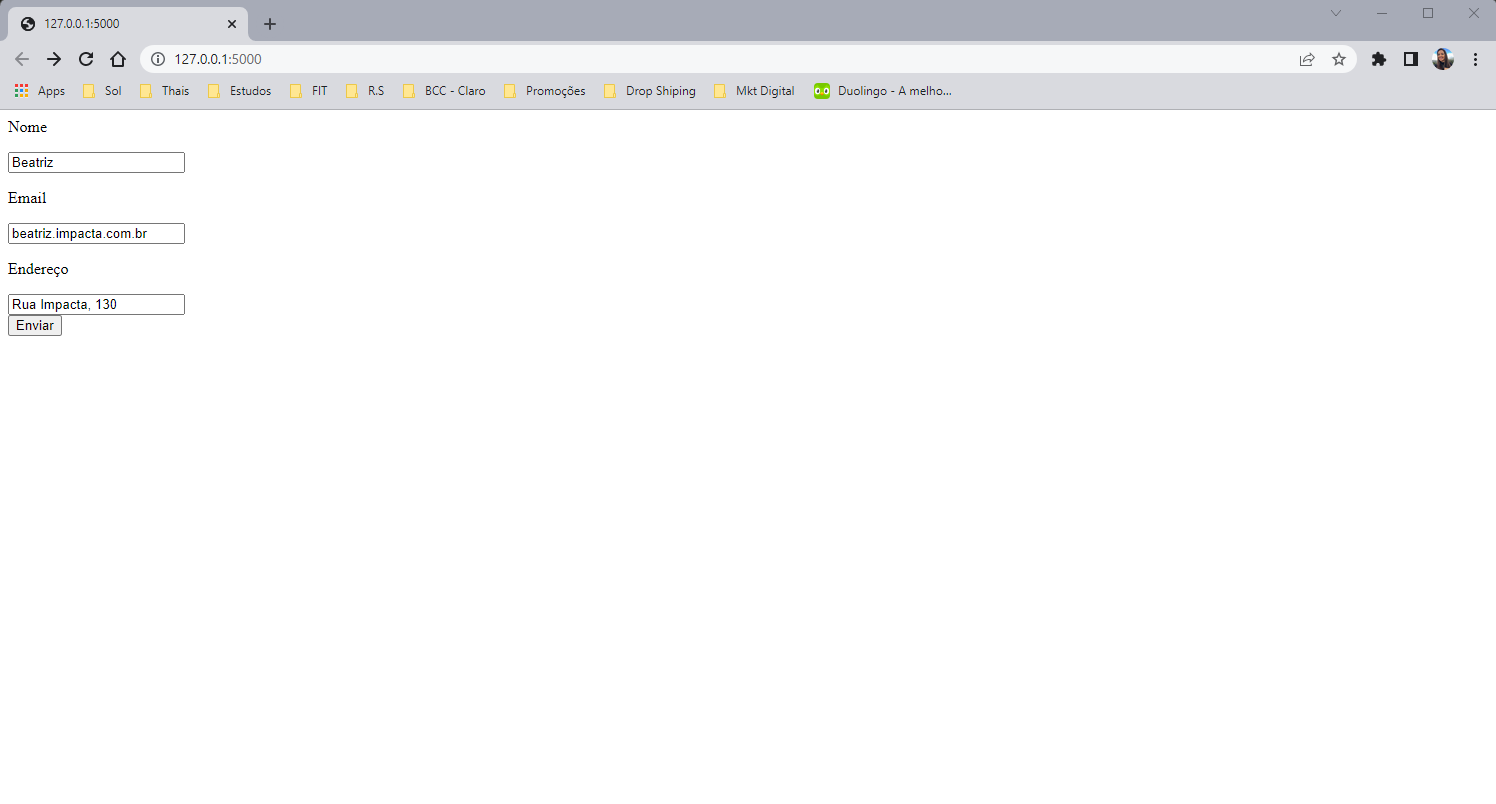 127.0.0.1:5000
127.0.0.1:5000
Apps Sol Thais Estudos FIT R.S BCC - Claro Promoções Drop Shiping Mkt Digital Duolingo - A melho...
Nome
Beatriz
Email
beatriz.impacta.com.br
Endereço
Rua Impacta, 130
Enviar